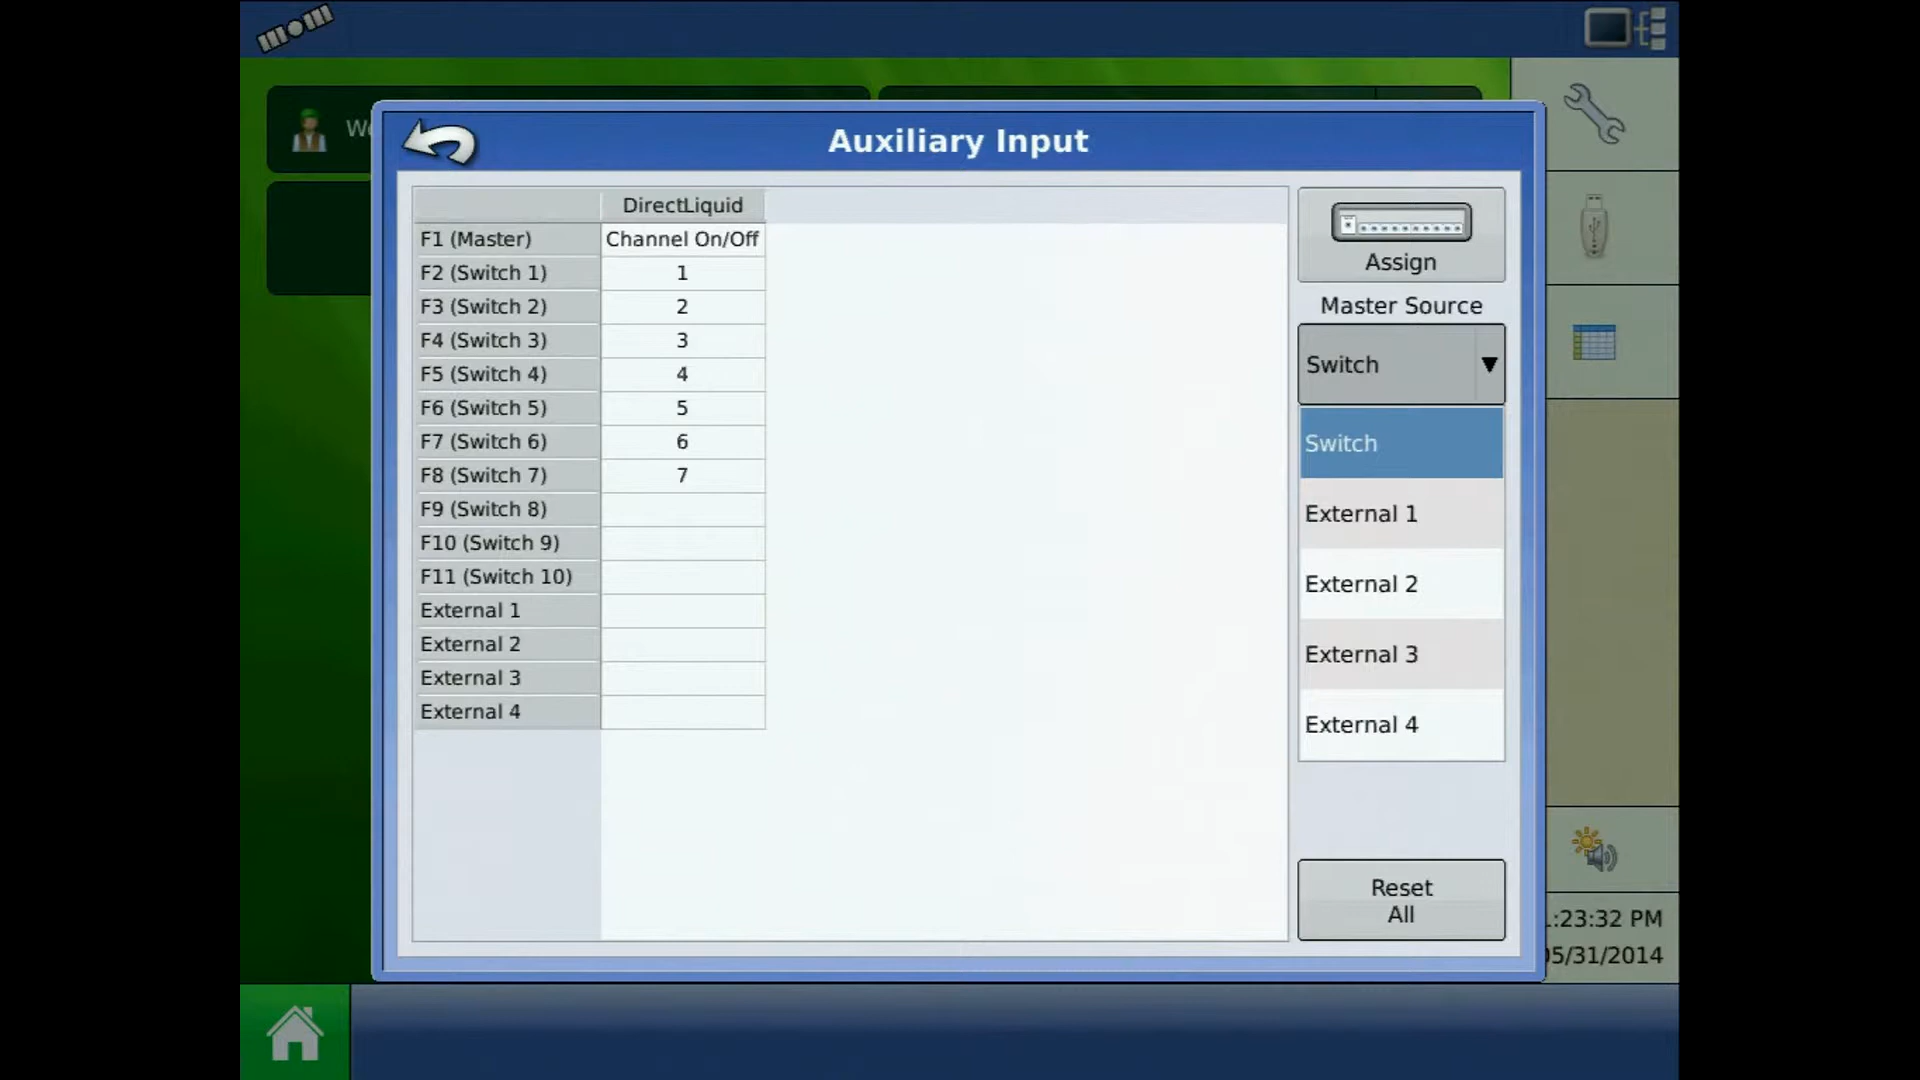 We
Auxiliary Input
DirectLiquid
F1 (Master) Channel On/Off
F2 (Switch 1) 1
F3 (Switch 2) 2
F4 (Switch 3) 3
F5 (Switch 4) 4
F6 (Switch 5) 5
F7 (Switch 6) 6
F8 (Switch 7) 7
F9 (Switch 8)
F10 (Switch 9)
F11 (Switch 10)
External 1
External 2
External 3
External 4
Assign
Master Source
Switch
Switch
External 1
External 2
External 3
External 4
Reset
All
:23:32 PM
05/31/2014